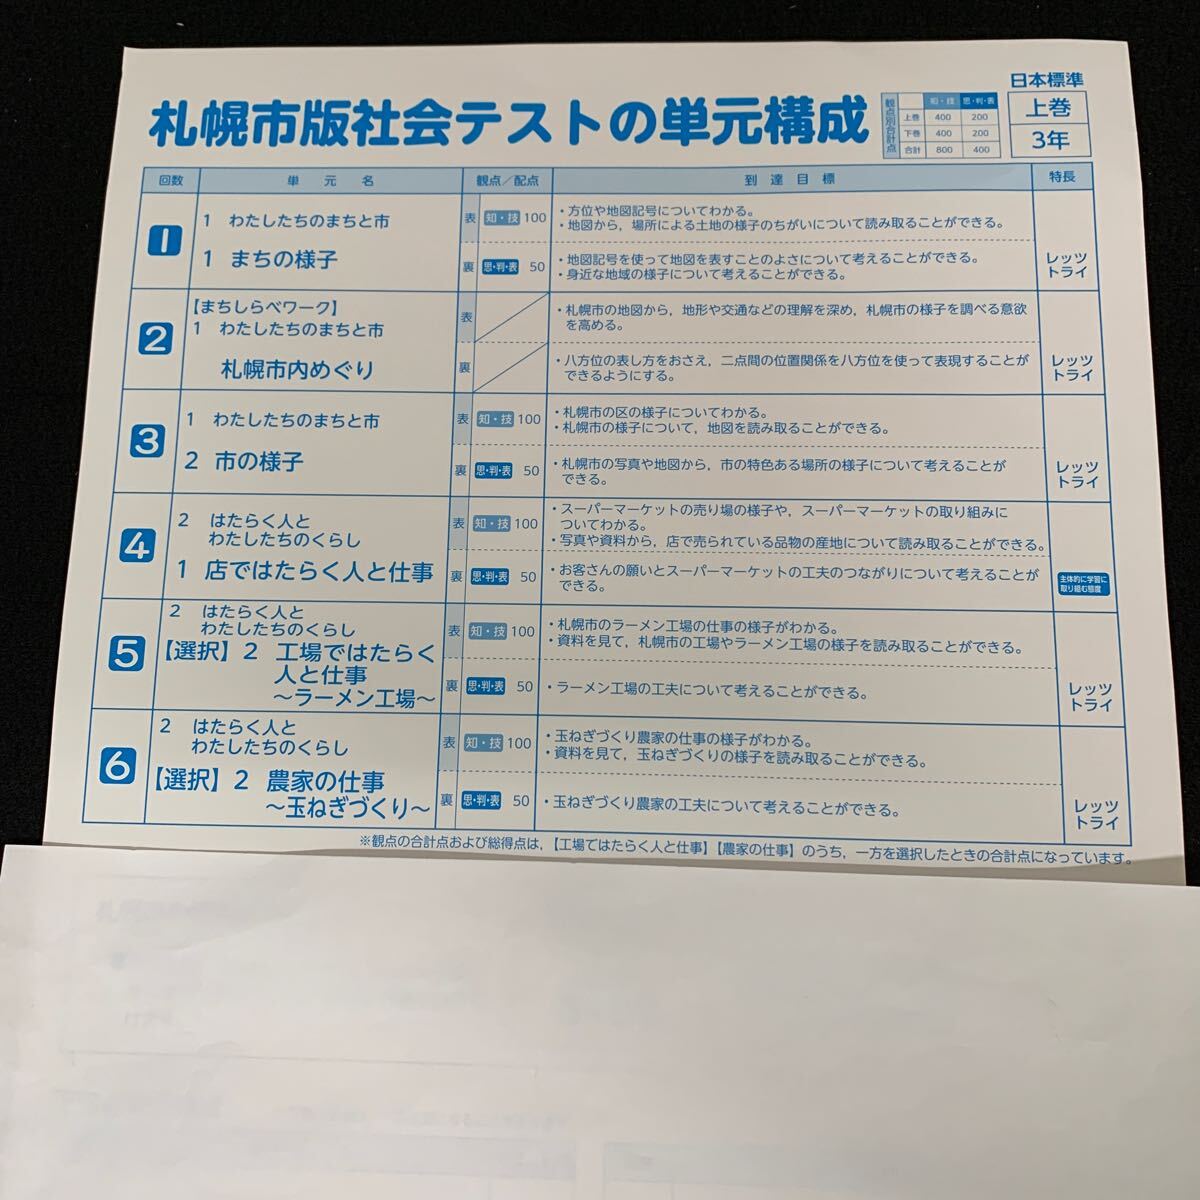 日本標準
札幌市版社会テストの単元構成
観点別合計点
知・技 思・判・表
上巻 400 200
下巻 400 200
合計 800 400
上巻
3年
回数 単元名 観点／配点 到達目標 特長
1
1 わたしたちのまちと市
1 まちの様子
表 知・技 100
・方位や地図記号についてわかる。
・地図から，場所による土地の様子のちがいについて読み取ることができる。
裏 思・判・表 50
・地図記号を使って地図を表すことのよさについて考えることができる。
・身近な地域の様子について考えることができる。
レッツ
トライ
2
【まちしらべワーク】
1 わたしたちのまちと市
札幌市内めぐり
表
・札幌市の地図から，地形や交通などの理解を深め，札幌市の様子を調べる意欲
を高める。
裏
・八方位の表し方をおさえ，二点間の位置関係を八方位を使って表現することが
できるようにする。
レッツ
トライ
3
1 わたしたちのまちと市
2 市の様子
表 知・技 100
・札幌市の区の様子についてわかる。
・札幌市の様子について，地図を読み取ることができる。
裏 思・判・表 50
・札幌市の写真や地図から，市の特色ある場所の様子について考えることが
できる。
レッツ
トライ
4
2 はたらく人と
わたしたちのくらし
1 店ではたらく人と仕事
表 知・技 100
・スーパーマーケットの売り場の様子や，スーパーマーケットの取り組みに
ついてわかる。
・写真や資料から，店で売られている品物の産地について読み取ることができる。
裏 思・判・表 50
・お客さんの願いとスーパーマーケットの工夫のつながりについて考えることが
できる。
主体的に学習に
取り組む態度
5
2 はたらく人と
わたしたちのくらし
【選択】2 工場ではたらく
人と仕事
～ラーメン工場～
表 知・技 100
・札幌市のラーメン工場の仕事の様子がわかる。
・資料を見て，札幌市の工場やラーメン工場の様子を読み取ることができる。
裏 思・判・表 50
・ラーメン工場の工夫について考えることができる。
レッツ
トライ
6
2 はたらく人と
わたしたちのくらし
【選択】2 農家の仕事
～玉ねぎづくり～
表 知・技 100
・玉ねぎづくり農家の仕事の様子がわかる。
・資料を見て，玉ねぎづくりの様子を読み取ることができる。
裏 思・判・表 50
・玉ねぎづくり農家の工夫について考えることができる。
レッツ
トライ
※観点の合計点および総得点は，【工場ではたらく人と仕事】【農家の仕事】のうち，一方を選択したときの合計点になっています。